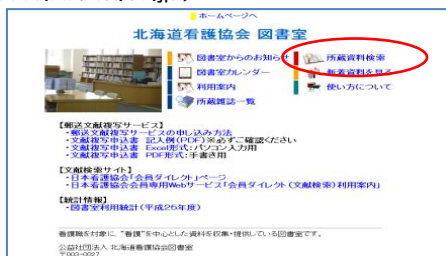 ホームページへ
北海道看護協会 図書室
図書室からのお知らせ
所蔵資料検索
図書室カレンダー
新着資料を見る
利用案内
使い方について
所蔵雑誌一覧
【郵送文献複写サービス】
・郵送文献複写サービスの申し込み方法
・文献複写申込書 記入例(PDF)※必ずご確認ください
・文献複写申込書 Excel形式:パソコン入力用
・文献複写申込書 PDF形式:手書き用
【文献検索サイト】
・日本看護協会「会員ダイレクト」ページ
・日本看護協会会員専用Webサービス「会員ダイレクト(文献検索)利用案内」
【統計情報】
・図書室利用統計(平成25年度)
看護職を対象に、"看護"を中心とした資料を収集・提供している図書室です。
公益社団法人 北海道看護協会図書室
〒003-0027